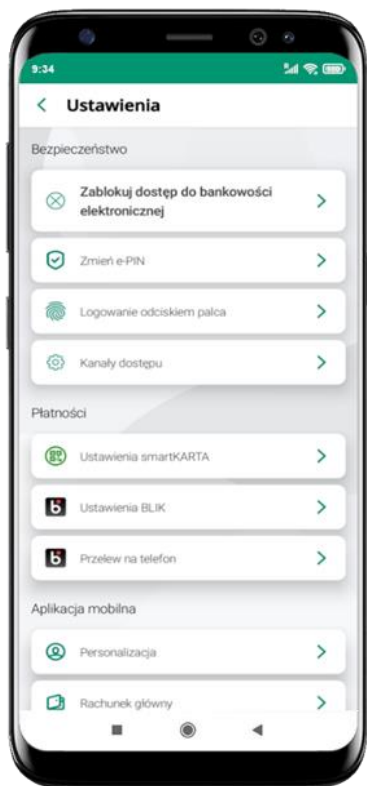 9:34
Ustawienia
Bezpieczeństwo
Zablokuj dostęp do bankowości
elektronicznej
Zmień e-PIN
Logowanie odciskiem palca
Kanały dostępu
Płatności
Ustawienia smartKARTA
Ustawienia BLIK
Przelew na telefon
Aplikacja mobilna
Personalizacja
Rachunek główny